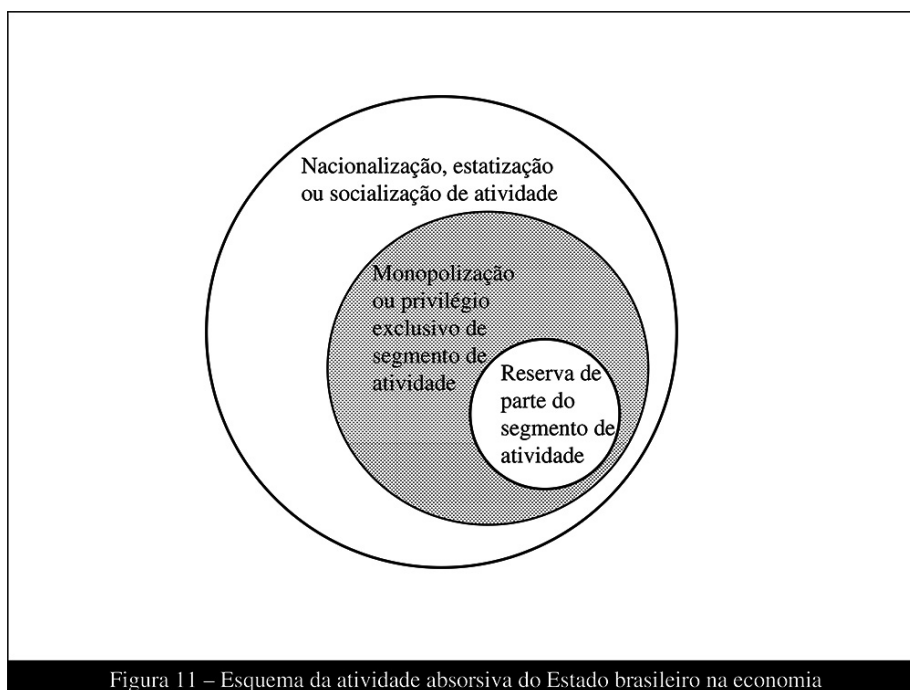 Nacionalização, estatização
ou socialização de atividade
Monopolização
ou privilégio
exclusivo de
segmento de
atividade
Reserva de
parte do
segmento de
atividade
Figura 11 – Esquema da atividade absorsiva do Estado brasileiro na economia